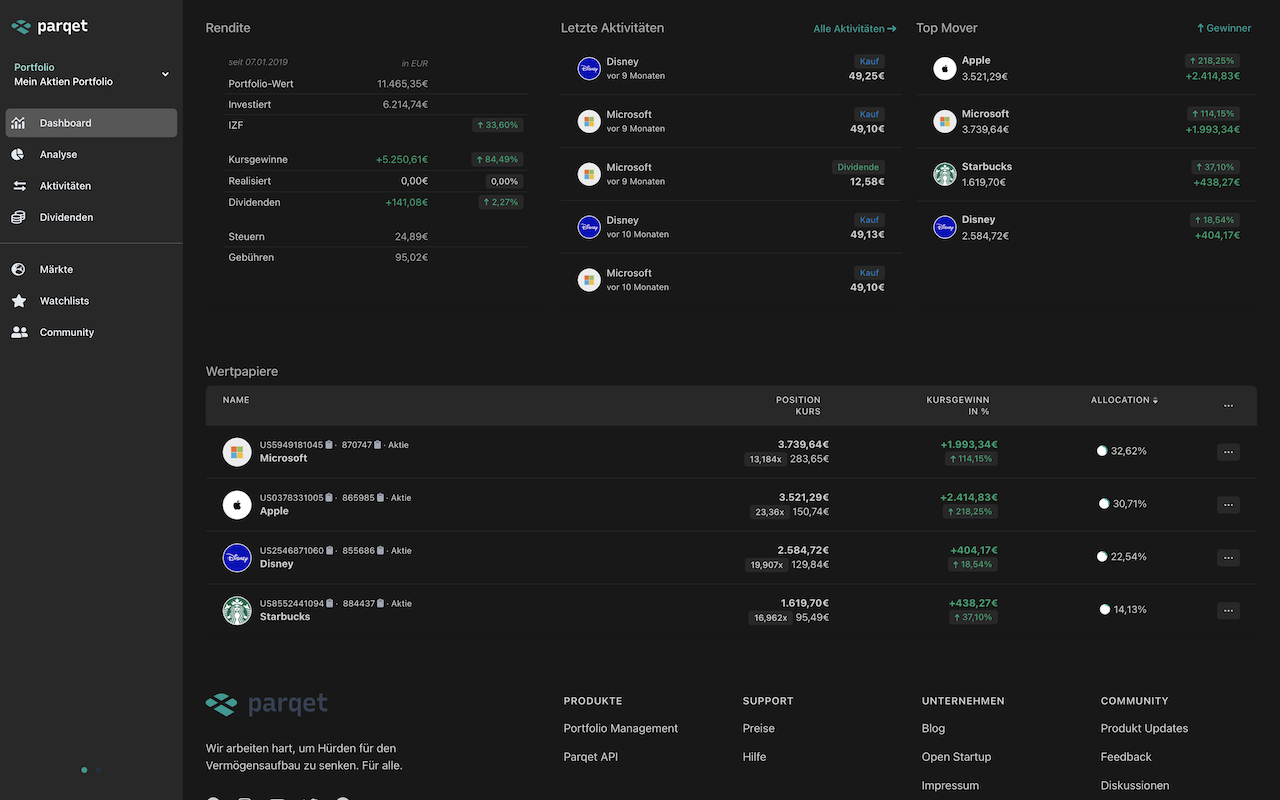 parqet
Portfolio
Mein Aktien Portfolio
Dashboard
Analyse
Aktivitäten
Dividenden
Märkte
Watchlists
Community
Rendite
seit 07.01.2019 in EUR
Portfolio-Wert 11.465,35€
Investiert 6.214,74€
IZF ↑ 33,60%
Kursgewinne +5.250,61€ ↑ 84,49%
Realisiert 0,00€ 0,00%
Dividenden +141,08€ ↑ 2,27%
Steuern 24,89€
Gebühren 95,02€
Letzte Aktivitäten Alle Aktivitäten →
Disney Kauf
vor 9 Monaten 49,25€
Microsoft Kauf
vor 9 Monaten 49,10€
Microsoft Dividende
vor 9 Monaten 12,58€
Disney Kauf
vor 10 Monaten 49,13€
Microsoft Kauf
vor 10 Monaten 49,10€
Top Mover ↑ Gewinner
Apple ↑ 218,25%
3.521,29€ +2.414,83€
Microsoft ↑ 114,15%
3.739,64€ +1.993,34€
Starbucks ↑ 37,10%
1.619,70€ +438,27€
Disney ↑ 18,54%
2.584,72€ +404,17€
Wertpapiere
NAME POSITION KURSGEWINN ALLOCATION ...
KURS IN %
US5949181045 · 870747 · Aktie 3.739,64€ +1.993,34€ 32,62% ...
Microsoft 13,184x 283,65€ ↑ 114,15%
US0378331005 · 865985 · Aktie 3.521,29€ +2.414,83€ 30,71% ...
Apple 23,36x 150,74€ ↑ 218,25%
Disney
US2546871060 · 855686 · Aktie 2.584,72€ +404,17€ 22,54% ...
Disney 19,907x 129,84€ ↑ 18,54%
US8552441094 · 884437 · Aktie 1.619,70€ +438,27€ 14,13% ...
Starbucks 16,962x 95,49€ ↑ 37,10%
parqet
Wir arbeiten hart, um Hürden für den
Vermögensaufbau zu senken. Für alle.
PRODUKTE
Portfolio Management
Parqet API
SUPPORT
Preise
Hilfe
UNTERNEHMEN
Blog
Open Startup
Impressum
COMMUNITY
Produkt Updates
Feedback
Diskussionen